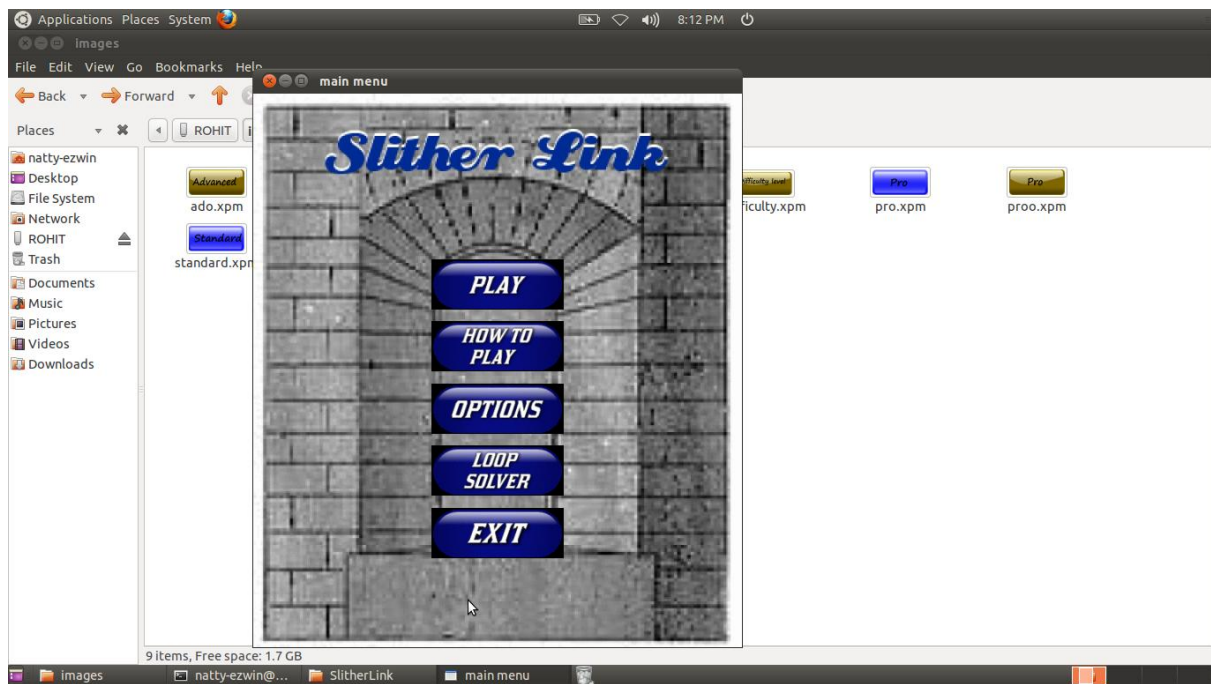 Applications Places System
8:12 PM
images
File Edit View Go Bookmarks Help
main menu
Back
Forward
Places
ROHIT
natty-ezwin
Desktop
File System
Network
ROHIT
Trash
Documents
Music
Pictures
Videos
Downloads
Advanced
ado.xpm
Standard
standard.xpm
Slither Link
PLAY
HOW TO
PLAY
OPTIONS
LOOP
SOLVER
EXIT
ficulty.xpm
Pro
pro.xpm
Pro
proo.xpm
9 items, Free space: 1.7 GB
images
natty-ezwin@...
SlitherLink
main menu